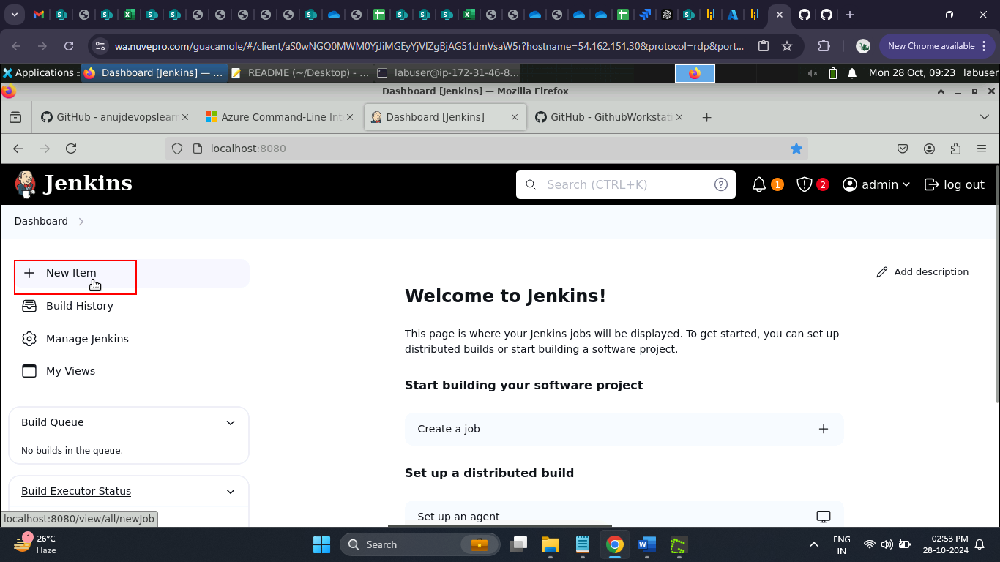 wa.nuvepro.com/guacamole/#/client/aS0wNGQ0MWM0YjJiMGEyYjVlZgBjAG51dmVsaW5r?hostname=54.162.151.30&protocol=rdp&port...
New Chrome available
Applications
Dashboard [Jenkins] — ...
README (~/Desktop) - ...
labuser@ip-172-31-46-8...
Mon 28 Oct, 09:23
labuser
Dashboard [Jenkins] — Mozilla Firefox
GitHub - anujdevopslearn
Azure Command-Line Int
Dashboard [Jenkins]
GitHub - GithubWorkstati
localhost:8080
Jenkins
Search (CTRL+K)
1
2
admin
log out
Dashboard
New Item
Build History
Manage Jenkins
My Views
Build Queue
No builds in the queue.
Build Executor Status
localhost:8080/view/all/newJob
Add description
Welcome to Jenkins!
This page is where your Jenkins jobs will be displayed. To get started, you can set up
distributed builds or start building a software project.
Start building your software project
Create a job
Set up a distributed build
Set up an agent
1
26°C
Haze
Search
ENG
IN
02:53 PM
28-10-2024